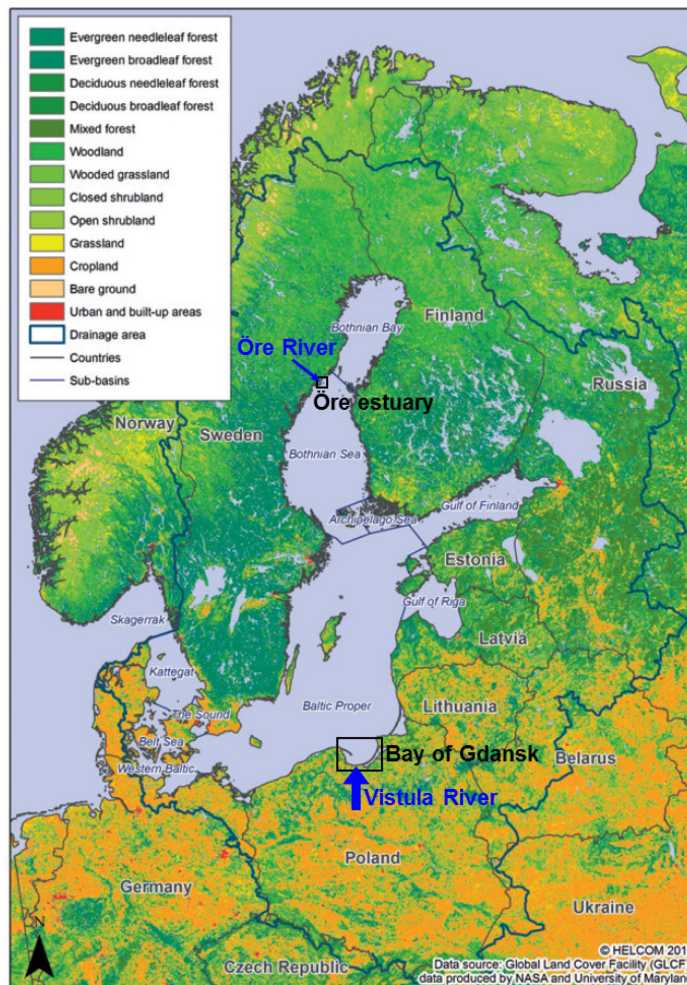 Evergreen needleleaf forest
Evergreen broadleaf forest
Deciduous needleleaf forest
Deciduous broadleaf forest
Mixed forest
Woodland
Wooded grassland
Closed shrubland
Open shrubland
Grassland
Cropland
Bare ground
Urban and built-up areas
Drainage area
Countries
Sub-basins
Bothnian Bay
Finland
Öre River
Russia
Öre estuary
Norway
Sweden
Bothnian Sea
Gulf of Finland
Archipelago Sea
Estonia
Gulf of Riga
Skagerrak
Latvia
Kattegat
Lithuania
Baltic Proper
The Sound
Belt Sea
Bay of Gdansk
Belarus
Western Baltic
Vistula River
Poland
Germany
Ukraine
N
© HELCOM 201
Data source: Global Land Cover Facility (GLCF)
Czech Republic
data produced by NASA and University of Maryland